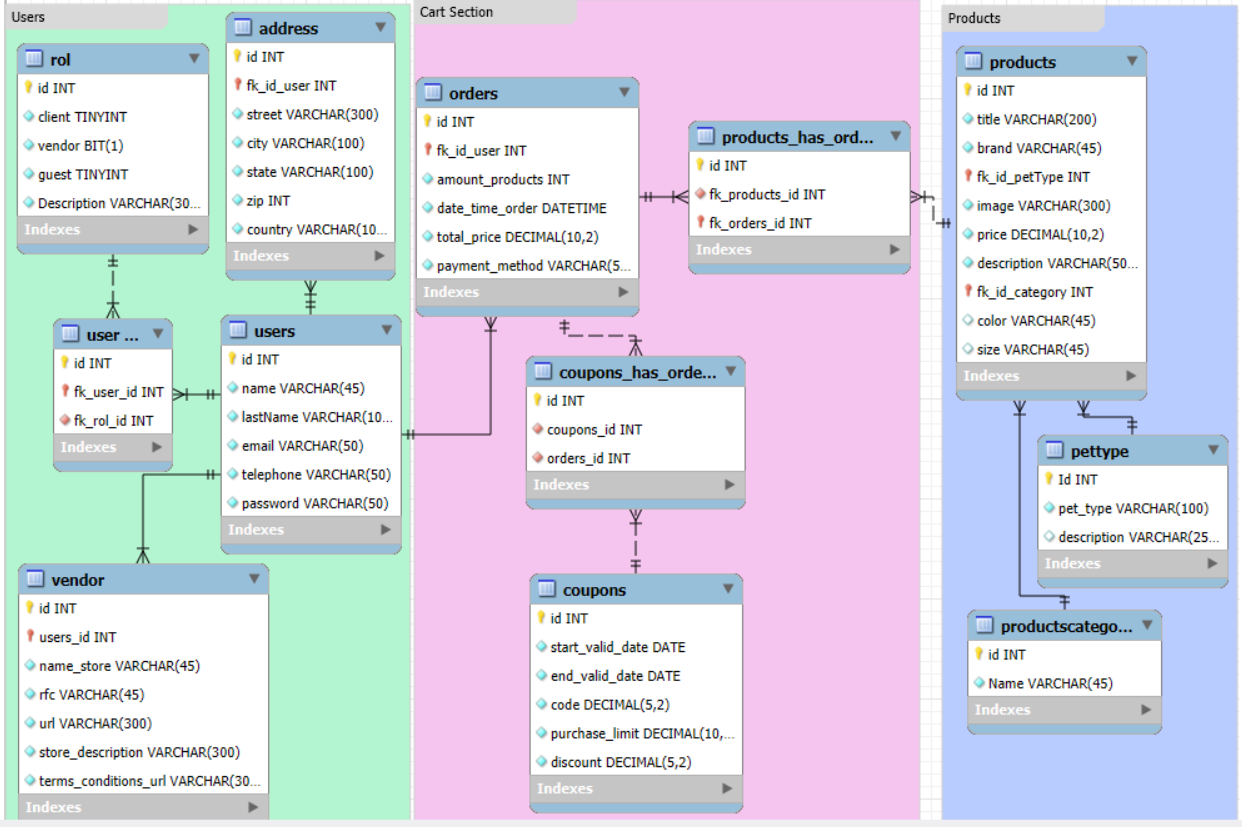 Users
rol
id INT
client TINYINT
vendor BIT(1)
guest TINYINT
Description VARCHAR(30...
Indexes
address
id INT
fk_id_user INT
street VARCHAR(300)
city VARCHAR(100)
state VARCHAR(100)
zip INT
country VARCHAR(10...
Indexes
user ...
id INT
fk_user_id INT
fk_rol_id INT
Indexes
users
id INT
name VARCHAR(45)
lastName VARCHAR(10...
email VARCHAR(50)
telephone VARCHAR(50)
password VARCHAR(50)
Indexes
vendor
id INT
users_id INT
name_store VARCHAR(45)
rfc VARCHAR(45)
url VARCHAR(300)
store_description VARCHAR(300)
terms_conditions_url VARCHAR(30...
Indexes
Cart Section
orders
id INT
fk_id_user INT
amount_products INT
date_time_order DATETIME
total_price DECIMAL(10,2)
payment_method VARCHAR(5...
Indexes
products_has_ord...
id INT
fk_products_id INT
fk_orders_id INT
Indexes
coupons_has_orde...
id INT
coupons_id INT
orders_id INT
Indexes
coupons
id INT
start_valid_date DATE
end_valid_date DATE
code DECIMAL(5,2)
purchase_limit DECIMAL(10,...
discount DECIMAL(5,2)
Indexes
Products
products
id INT
title VARCHAR(200)
brand VARCHAR(45)
fk_id_petType INT
image VARCHAR(300)
price DECIMAL(10,2)
description VARCHAR(50...
fk_id_category INT
color VARCHAR(45)
size VARCHAR(45)
Indexes
pettype
Id INT
pet_type VARCHAR(100)
description VARCHAR(25...
Indexes
productscatego...
id INT
Name VARCHAR(45)
Indexes